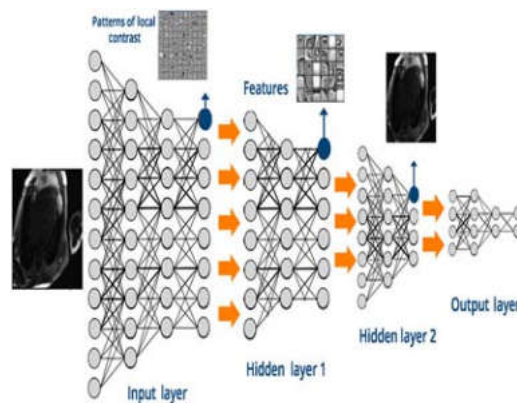 Patterns of local
contrast
Features
Input layer
Hidden layer 1
Hidden layer 2
Output layer